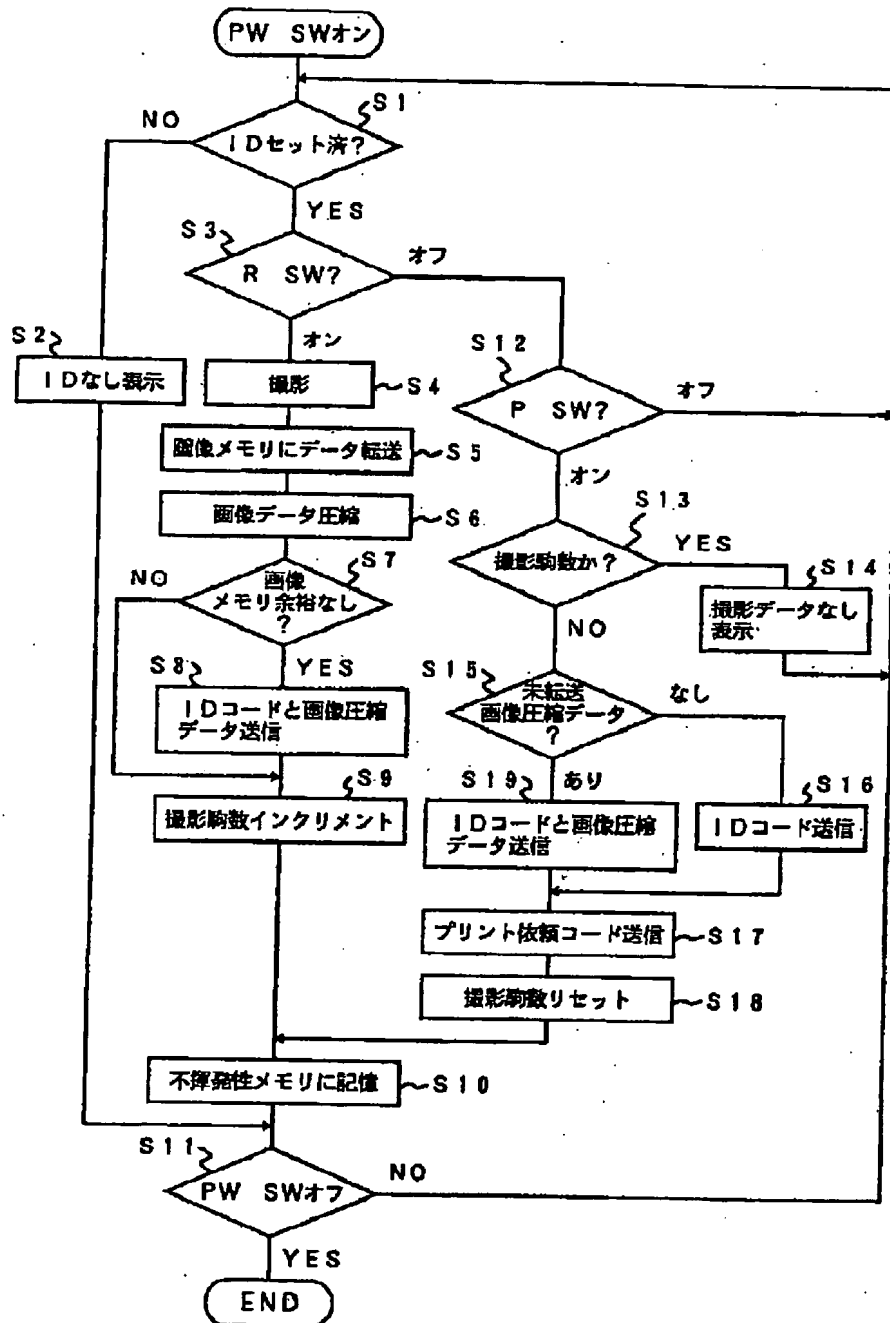 PW SWオン
S1
NO
IDセット済?
YES
S3
R SW?
オフ
S2
オン
S12
IDなし表示
撮影
S4
P SW?
オフ
画像メモリにデータ転送
S5
オン
画像データ圧縮
S6
S13
S7
撮影駒数か?
YES
NO
画像
メモリ余裕なし
?
S14
撮影データなし
表示
NO
S8
YES
S15
未転送
画像圧縮データ
?
なし
IDコードと画像圧縮
データ送信
S9
S19
あり
S16
撮影駒数インクリメント
IDコードと画像圧縮
データ送信
IDコード送信
プリント依頼コード送信
S17
撮影駒数リセット
S18
不揮発性メモリに記憶
S10
S11
PW SWオフ
NO
YES
END